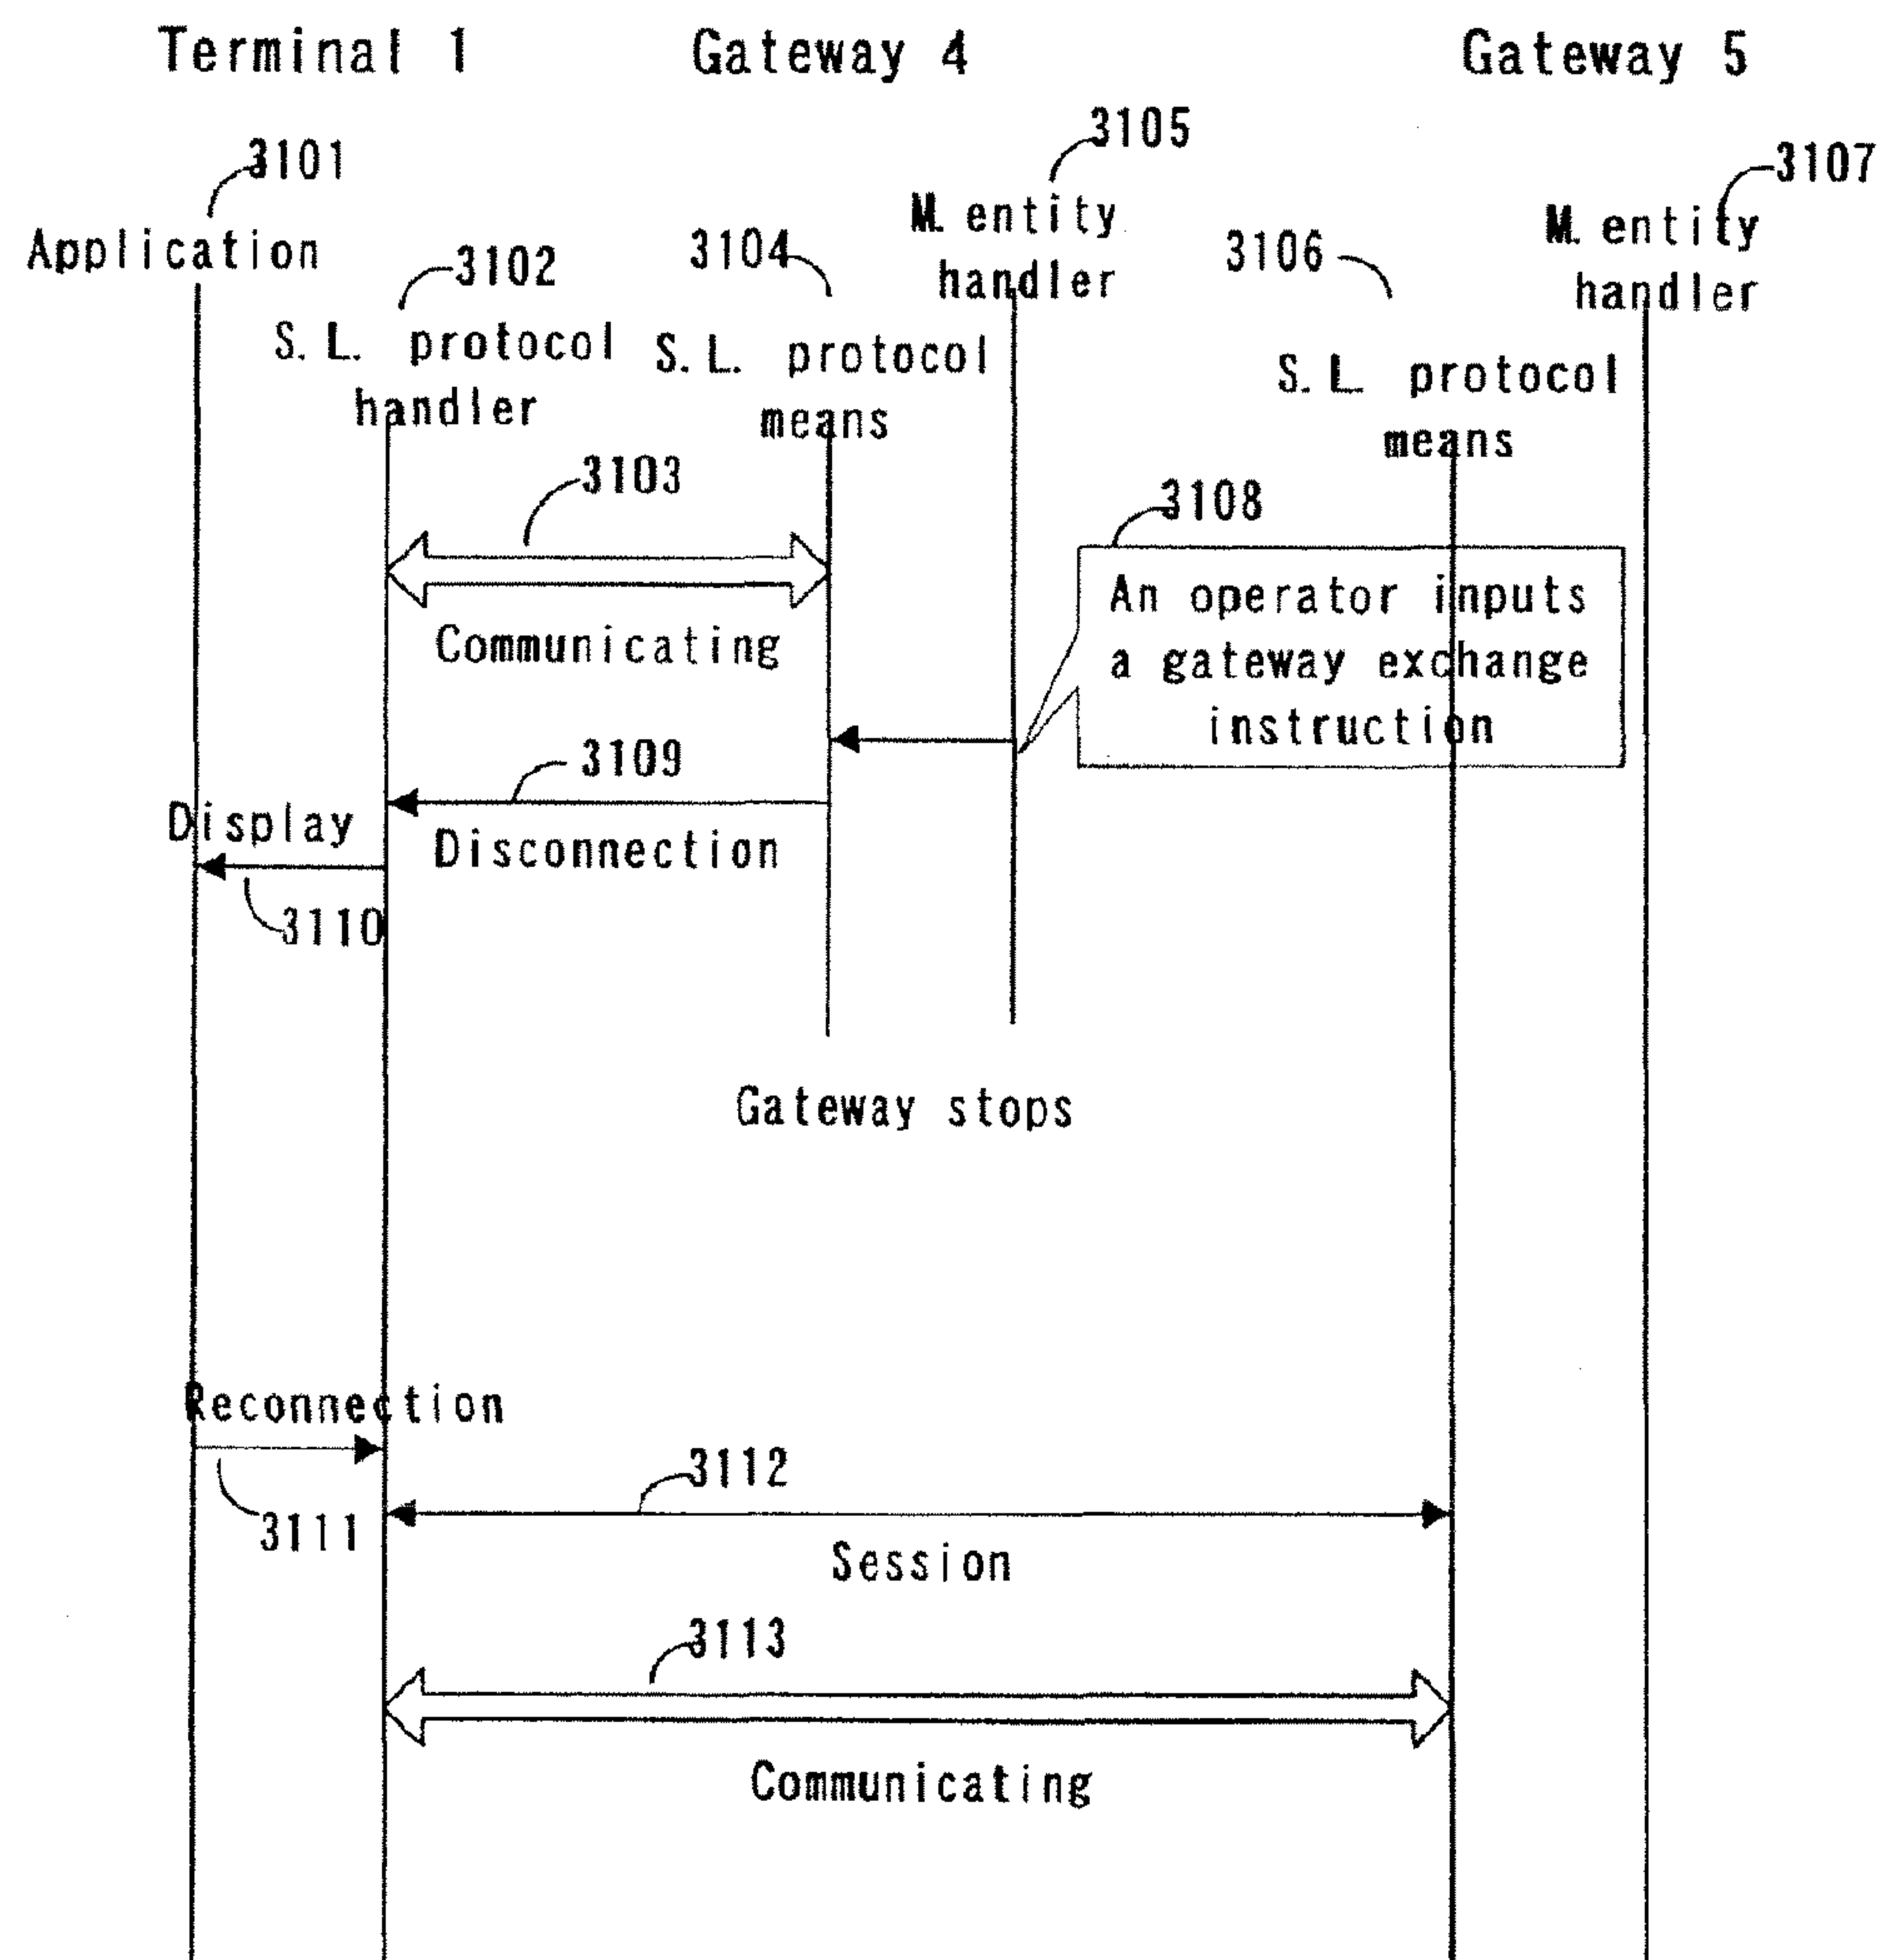 Terminal 1 Gateway 4 Gateway 5
3105
3101
3107
M. entity
M. entity
Application
3102
3104
handler
3106
handler
S. L. protocol
handler
S. L. protocol
means
S. L. protocol
means
3103
3108
An operator inputs
a gateway exchange
instruction
Communicating
3109
Display
Disconnection
3110
Gateway stops
Reconnection
3112
3111
Session
3113
Communicating